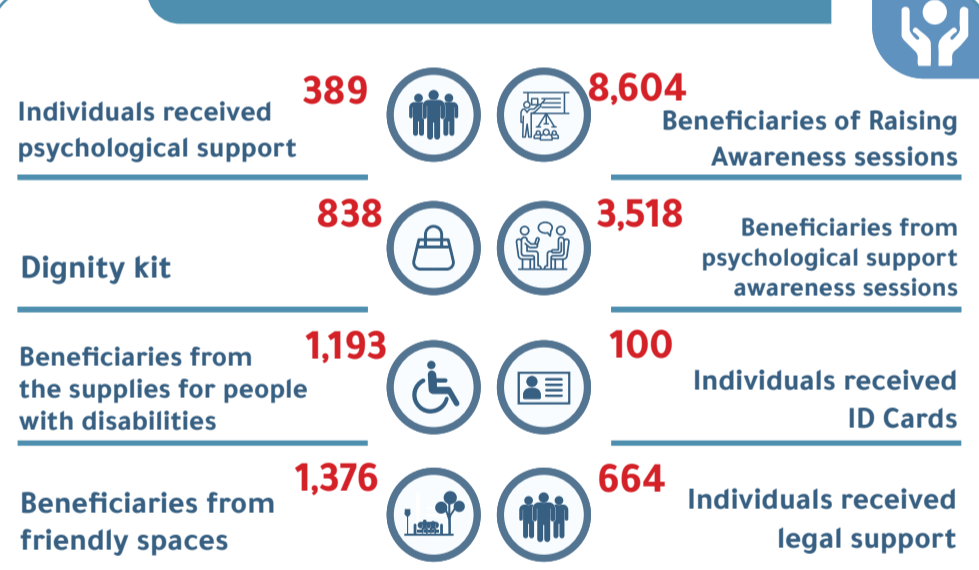 389
Individuals received
psychological support
8,604
Beneficiaries of Raising
Awareness sessions
838
Dignity kit
3,518
Beneficiaries from
psychological support
awareness sessions
1,193
Beneficiaries from
the supplies for people
with disabilities
100
Individuals received
ID Cards
1,376
Beneficiaries from
friendly spaces
664
Individuals received
legal support